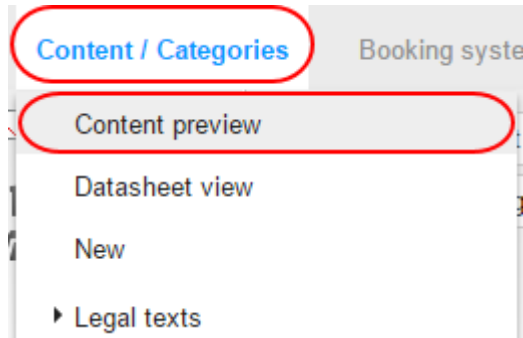 Content / Categories Booking syste
Content preview
Datasheet view
New
Legal texts